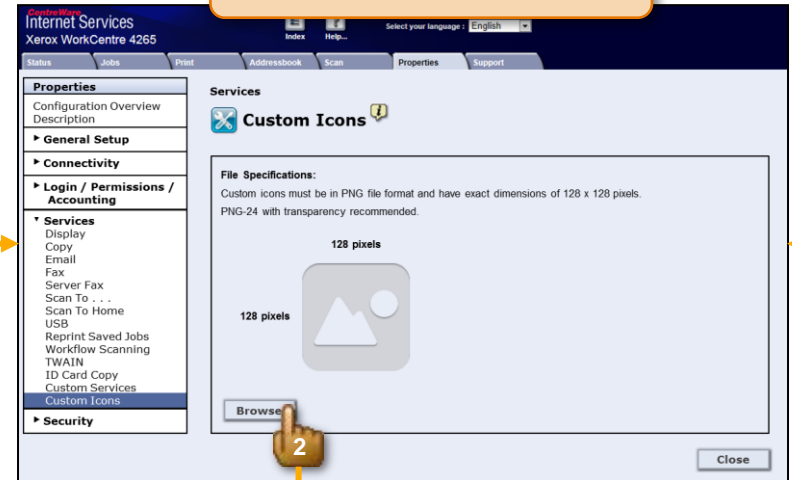 CentreWare
Internet Services
Xerox WorkCentre 4265
Index
Help...
Select your language :
English
Status
Jobs
Print
Addressbook
Scan
Properties
Support
Properties
Configuration Overview
Description
General Setup
Connectivity
Login / Permissions /
Accounting
Services
Display
Copy
Email
Fax
Server Fax
Scan To . . .
Scan To Home
USB
Reprint Saved Jobs
Workflow Scanning
TWAIN
ID Card Copy
Custom Services
Custom Icons
Security
Services
Custom Icons
i
File Specifications:
Custom icons must be in PNG file format and have exact dimensions of 128 x 128 pixels.
PNG-24 with transparency recommended.
128 pixels
128 pixels
Browse
2
Close